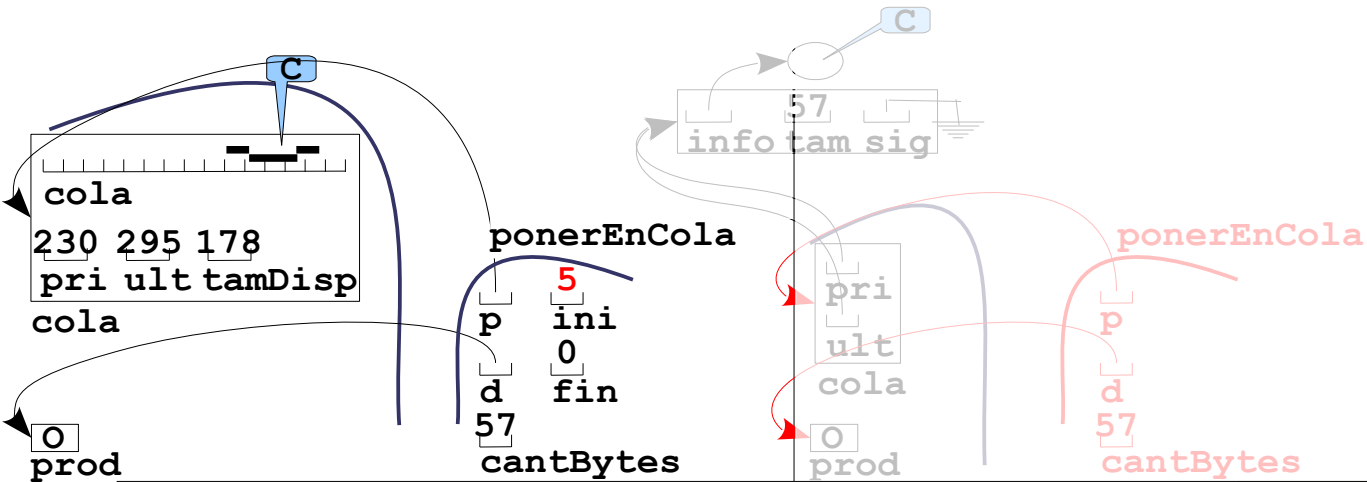 C
cola
230 295 178
pri ult tamDisp
cola
ponerEnCola
5
p ini
0
d fin
57
cantBytes
O
prod
C
57
info tam sig
pri
ult
cola
ponerEnCola
p
d
57
cantBytes
O
prod